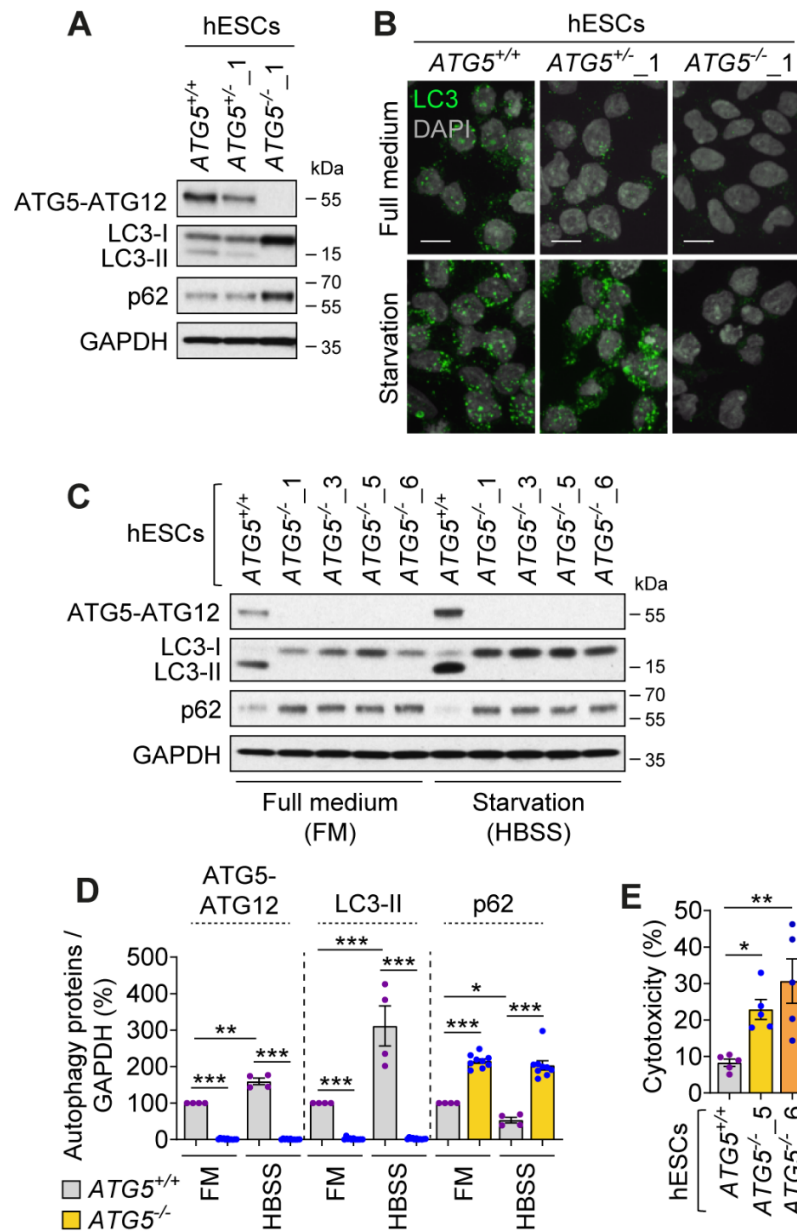 A
hESCs
ATG5+/+
ATG5+/-_1
ATG5-/-_1
kDa
ATG5-ATG12
55
LC3-I
LC3-II
15
p62
70
55
GAPDH
35
B
hESCs
ATG5+/+ ATG5+/-_1 ATG5-/-_1
Full medium
LC3
DAPI
Starvation
C
hESCs
ATG5+/+
ATG5-/-_1
ATG5-/-_3
ATG5-/-_5
ATG5-/-_6
ATG5+/+
ATG5-/-_1
ATG5-/-_3
ATG5-/-_5
ATG5-/-_6
kDa
ATG5-ATG12
55
LC3-I
LC3-II
15
p62
70
55
GAPDH
35
Full medium
(FM)
Starvation
(HBSS)
D
ATG5-
ATG12
LC3-II
p62
Autophagy proteins /
GAPDH (%)
500
400
300
200
100
0
***
**
***
***
***
***
***
*
***
FM
HBSS
FM
HBSS
FM
HBSS
ATG5+/+
ATG5-/-
E
Cytotoxicity (%)
50
40
30
20
10
0
**
*
hESCs
ATG5+/+
ATG5-/-_5
ATG5-/-_6